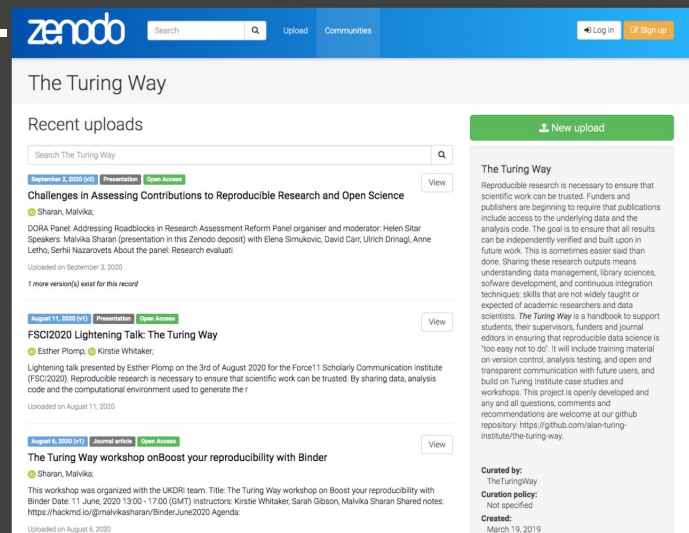 zenodo
Search
Upload
Communities
Log in
Sign up
The Turing Way
Recent uploads
Search The Turing Way
September 2, 2020 (v2) Presentation Open Access
View
Challenges in Assessing Contributions to Reproducible Research and Open Science
Sharan, Malvika;
DORA Panel: Addressing Roadblocks in Research Assessment Reform Panel organiser and moderator: Helen Sitar
Speakers: Malvika Sharan (presentation in this Zenodo deposit) with Elena Simukovic, David Carr, Ulrich Drinagl, Anne
Letho, Serhii Nazarovets About the panel: Research evaluati
Uploaded on September 3, 2020
1 more version(s) exist for this record
August 11, 2020 (v1) Presentation Open Access
View
FSCI2020 Lightening Talk: The Turing Way
Esther Plomp; Kirstie Whitaker;
Lightening talk presented by Esther Plomp on the 3rd of August 2020 for the Force11 Scholarly Communication Institute
(FSCI2020). Reproducible research is necessary to ensure that scientific work can be trusted. By sharing data, analysis
code and the computational environment used to generate the r
Uploaded on August 11, 2020
August 6, 2020 (v1) Journal article Open Access
View
The Turing Way workshop onBoost your reproducibility with Binder
Sharan, Malvika;
This workshop was organized with the UKDRI team. Title: The Turing Way workshop on Boost your reproducibility with
Binder Date: 11 June, 2020 13:00 - 17:00 (GMT) Instructors: Kirstie Whitaker, Sarah Gibson, Malvika Sharan Shared notes:
https://hackmd.io/@malvikasharan/BinderJune2020 Agenda:
Uploaded on August 6, 2020
New upload
The Turing Way
Reproducible research is necessary to ensure that
scientific work can be trusted. Funders and
publishers are beginning to require that publications
include access to the underlying data and the
analysis code. The goal is to ensure that all results
can be independently verified and built upon in
future work. This is sometimes easier said than
done. Sharing these research outputs means
understanding data management, library sciences,
sofware development, and continuous integration
techniques: skills that are not widely taught or
expected of academic researchers and data
scientists. The Turing Way is a handbook to support
students, their supervisors, funders and journal
editors in ensuring that reproducible data science is
"too easy not to do". It will include training material
on version control, analysis testing, and open and
transparent communication with future users, and
build on Turing Institute case studies and
workshops. This project is openly developed and
any and all questions, comments and
recommendations are welcome at our github
repository: https://github.com/alan-turing-
institute/the-turing-way.
Curated by:
TheTuringWay
Curation policy:
Not specified
Created:
March 19, 2019